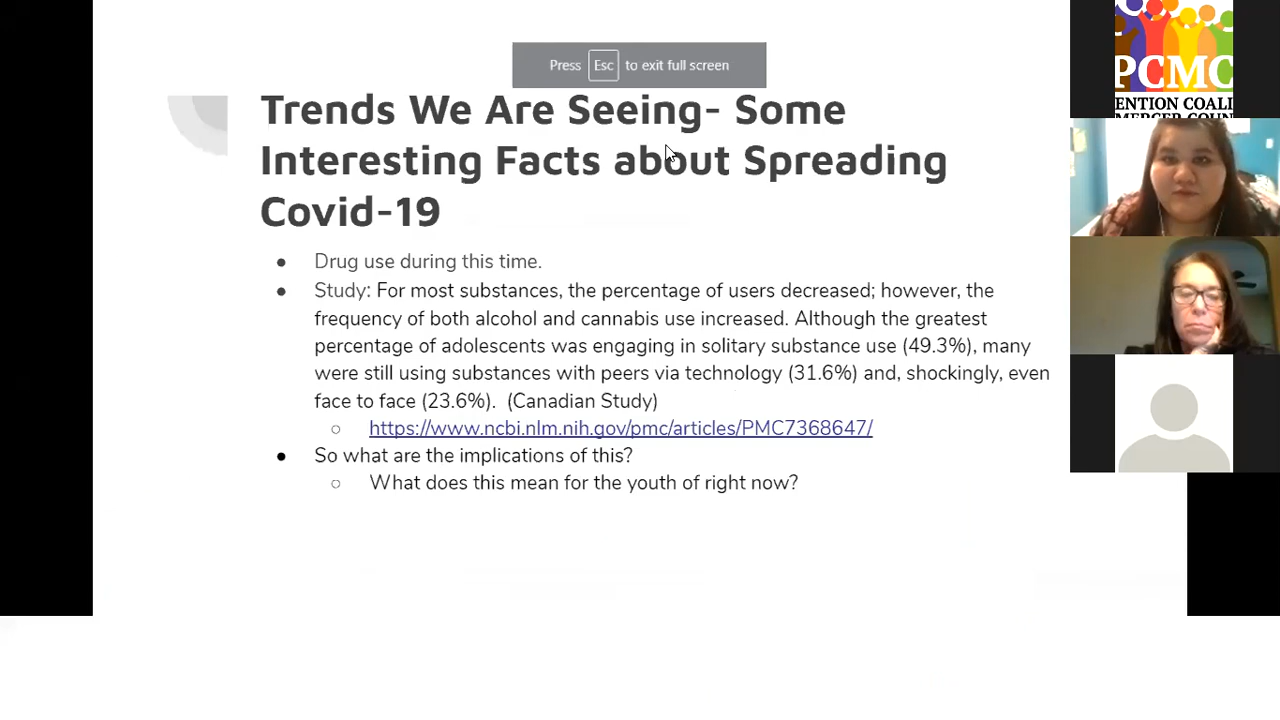 Press Esc to exit full screen
Trends We Are Seeing- Some
Interesting Facts about Spreading
Covid-19
Drug use during this time.
Study: For most substances, the percentage of users decreased; however, the
frequency of both alcohol and cannabis use increased. Although the greatest
percentage of adolescents was engaging in solitary substance use (49.3%), many
were still using substances with peers via technology (31.6%) and, shockingly, even
face to face (23.6%). (Canadian Study)
https://www.ncbi.nlm.nih.gov/pmc/articles/PMC7368647/
So what are the implications of this?
What does this mean for the youth of right now?
PCMC
ENTION COALI